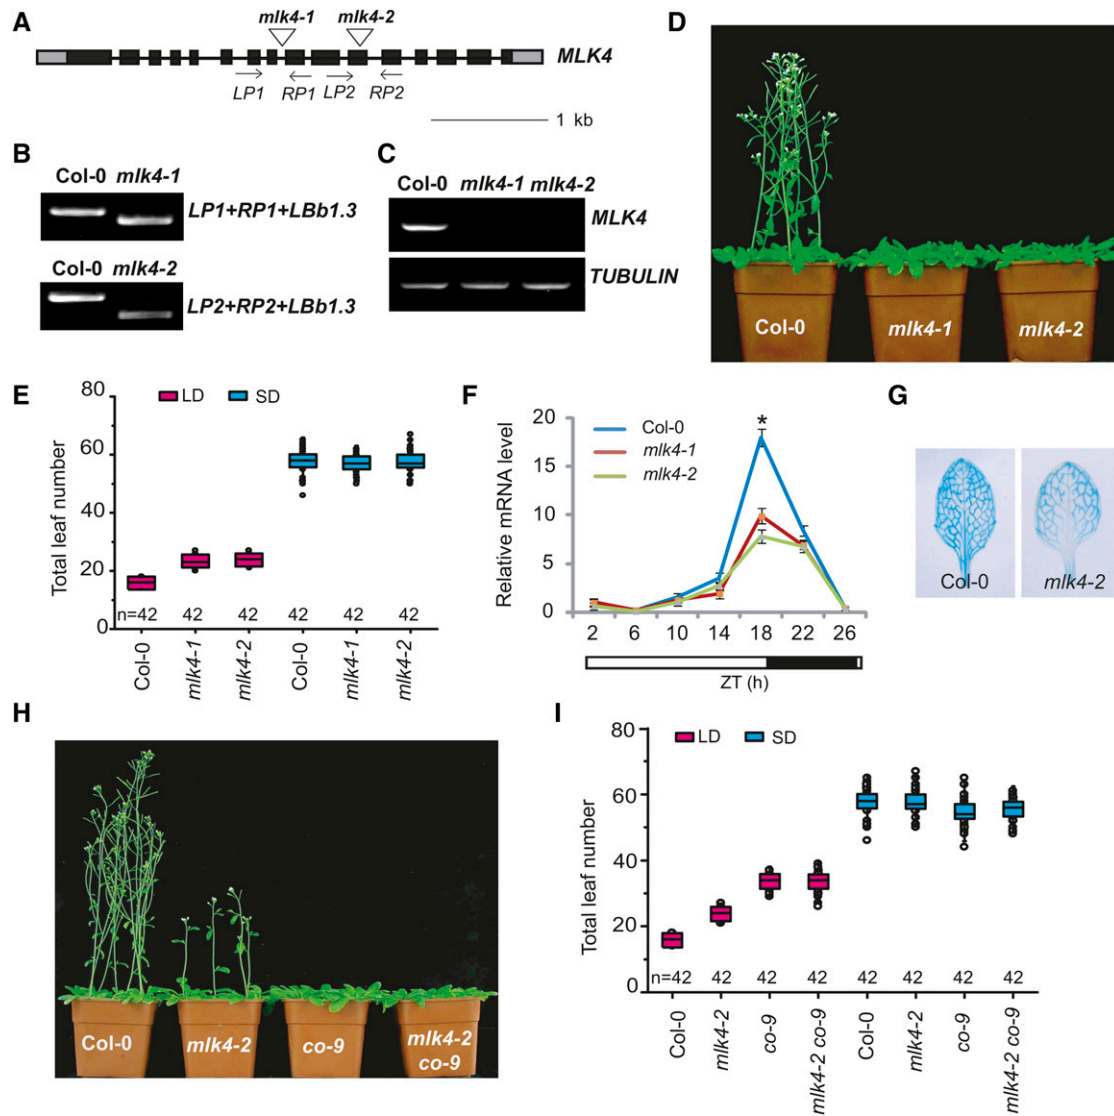 A
mlk4-1 mlk4-2
MLK4
LP1 RP1 LP2 RP2
1 kb
B
Col-0 mlk4-1
LP1+RP1+LBb1.3
Col-0 mlk4-2
LP2+RP2+LBb1.3
C
Col-0 mlk4-1 mlk4-2
MLK4
TUBULIN
D
Col-0 mlk4-1 mlk4-2
E
LD SD
Total leaf number
80
60
40
20
0
n=42 42 42 42 42 42
Col-0 mlk4-1 mlk4-2 Col-0 mlk4-1 mlk4-2
F
Relative mRNA level
20
15
10
5
0
Col-0
mlk4-1
mlk4-2
*
2 6 10 14 18 22 26
ZT (h)
G
Col-0 mlk4-2
H
Col-0 mlk4-2 co-9 mlk4-2
co-9
I
LD SD
Total leaf number
80
60
40
20
0
n=42 42 42 42 42 42 42 42
Col-0 mlk4-2 co-9 mlk4-2 co-9 Col-0 mlk4-2 co-9 mlk4-2 co-9